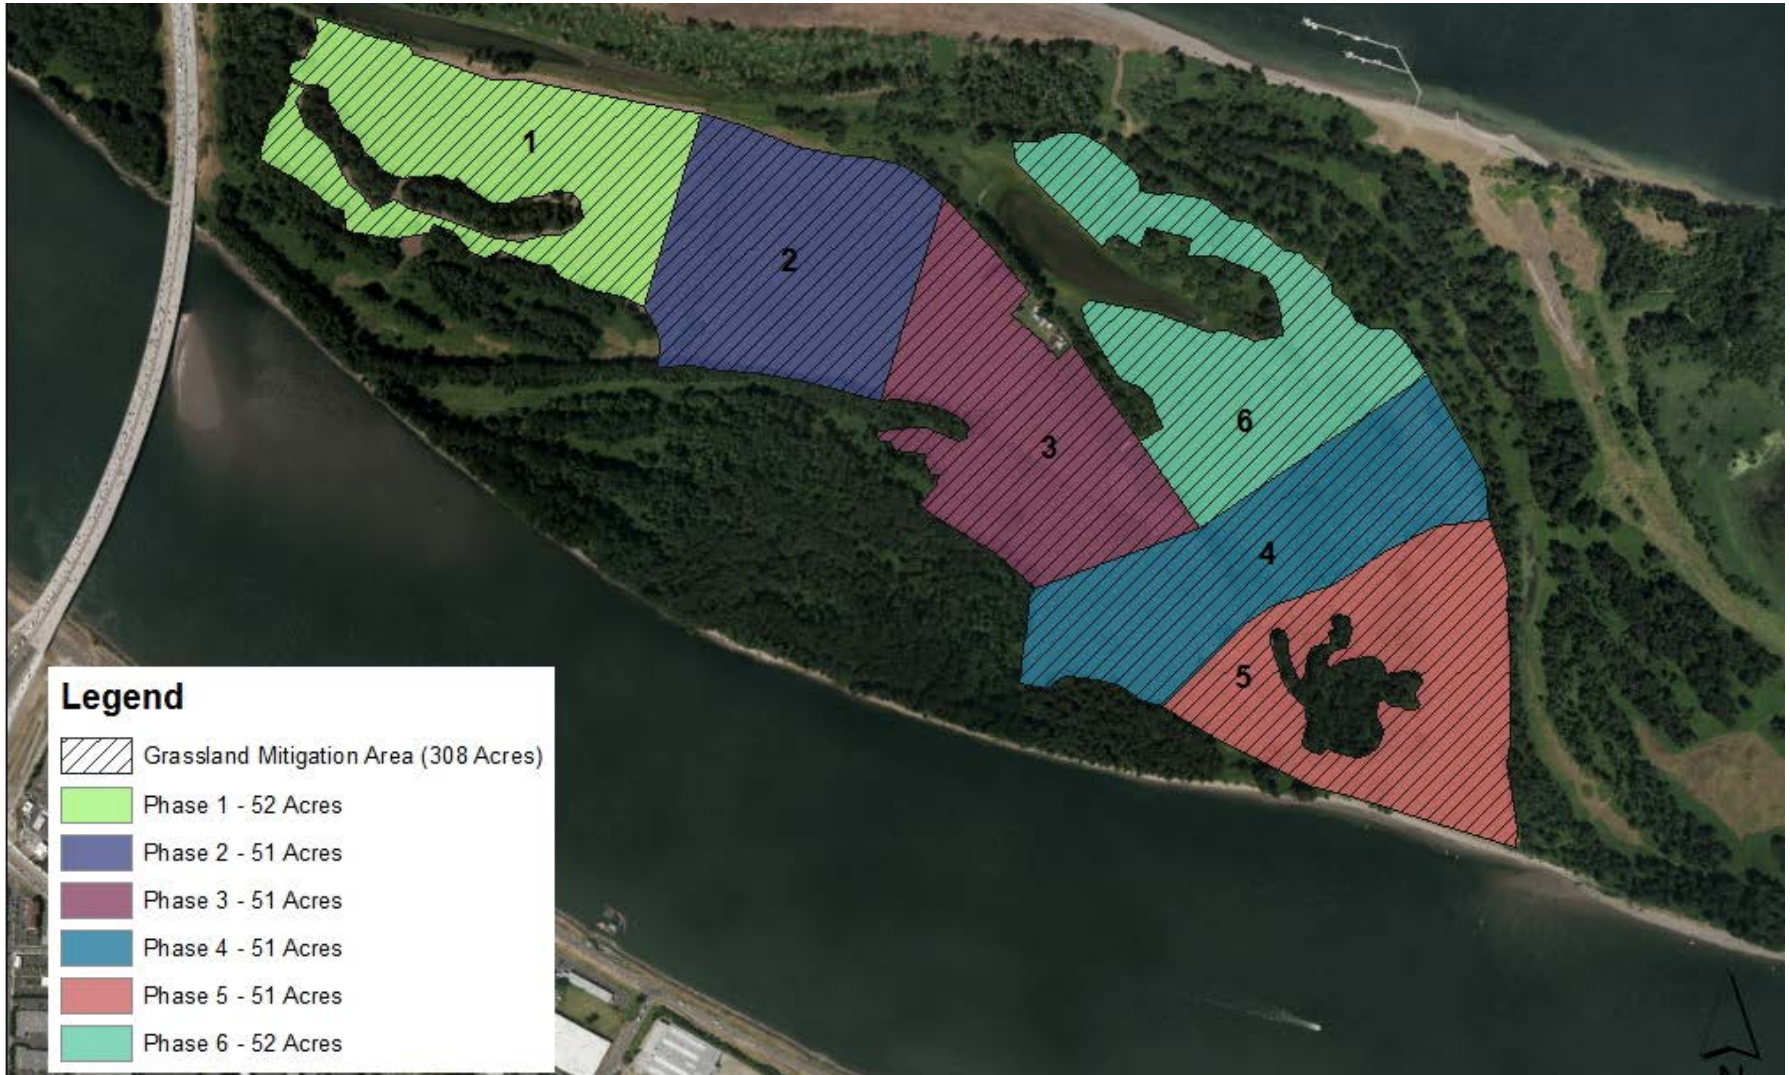 1
2
3
6
4
5
Legend
Grassland Mitigation Area (308 Acres)
Phase 1 - 52 Acres
Phase 2 - 51 Acres
Phase 3 - 51 Acres
Phase 4 - 51 Acres
Phase 5 - 51 Acres
Phase 6 - 52 Acres
N